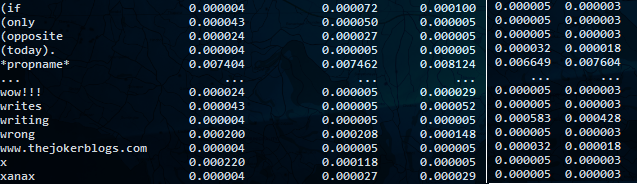 (if 0.000004 0.000072 0.000100 0.000005 0.000003
(only 0.000043 0.000050 0.000005 0.000005 0.000003
(opposite 0.000024 0.000027 0.000005 0.000005 0.000003
(today). 0.000004 0.000005 0.000005 0.000032 0.000018
*propname* 0.007404 0.007462 0.008124 0.006649 0.007604
... ... ... ... ... ...
wow!!! 0.000024 0.000005 0.000029 0.000005 0.000003
writes 0.000043 0.000005 0.000052 0.000005 0.000003
writing 0.000004 0.000005 0.000005 0.000583 0.000428
wrong 0.000200 0.000208 0.000148 0.000005 0.000003
www.thejokerblogs.com 0.000004 0.000005 0.000005 0.000032 0.000018
x 0.000220 0.000118 0.000005 0.000005 0.000003
xanax 0.000004 0.000027 0.000029 0.000005 0.000003